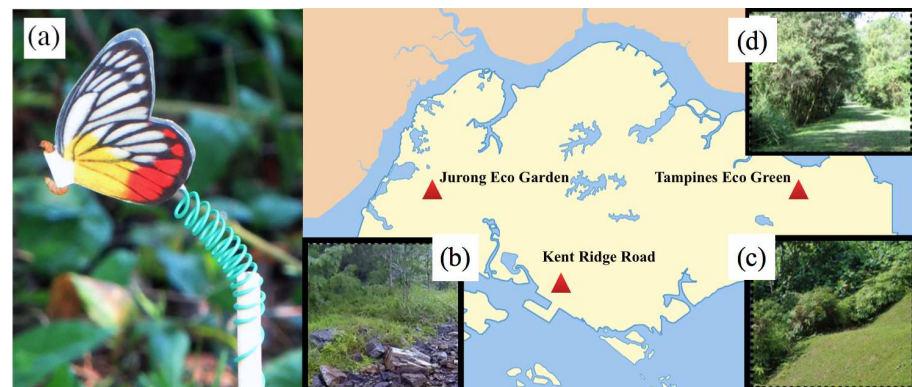 (a)
(d)
Jurong Eco Garden
Tampines Eco Green
(b)
Kent Ridge Road
(c)